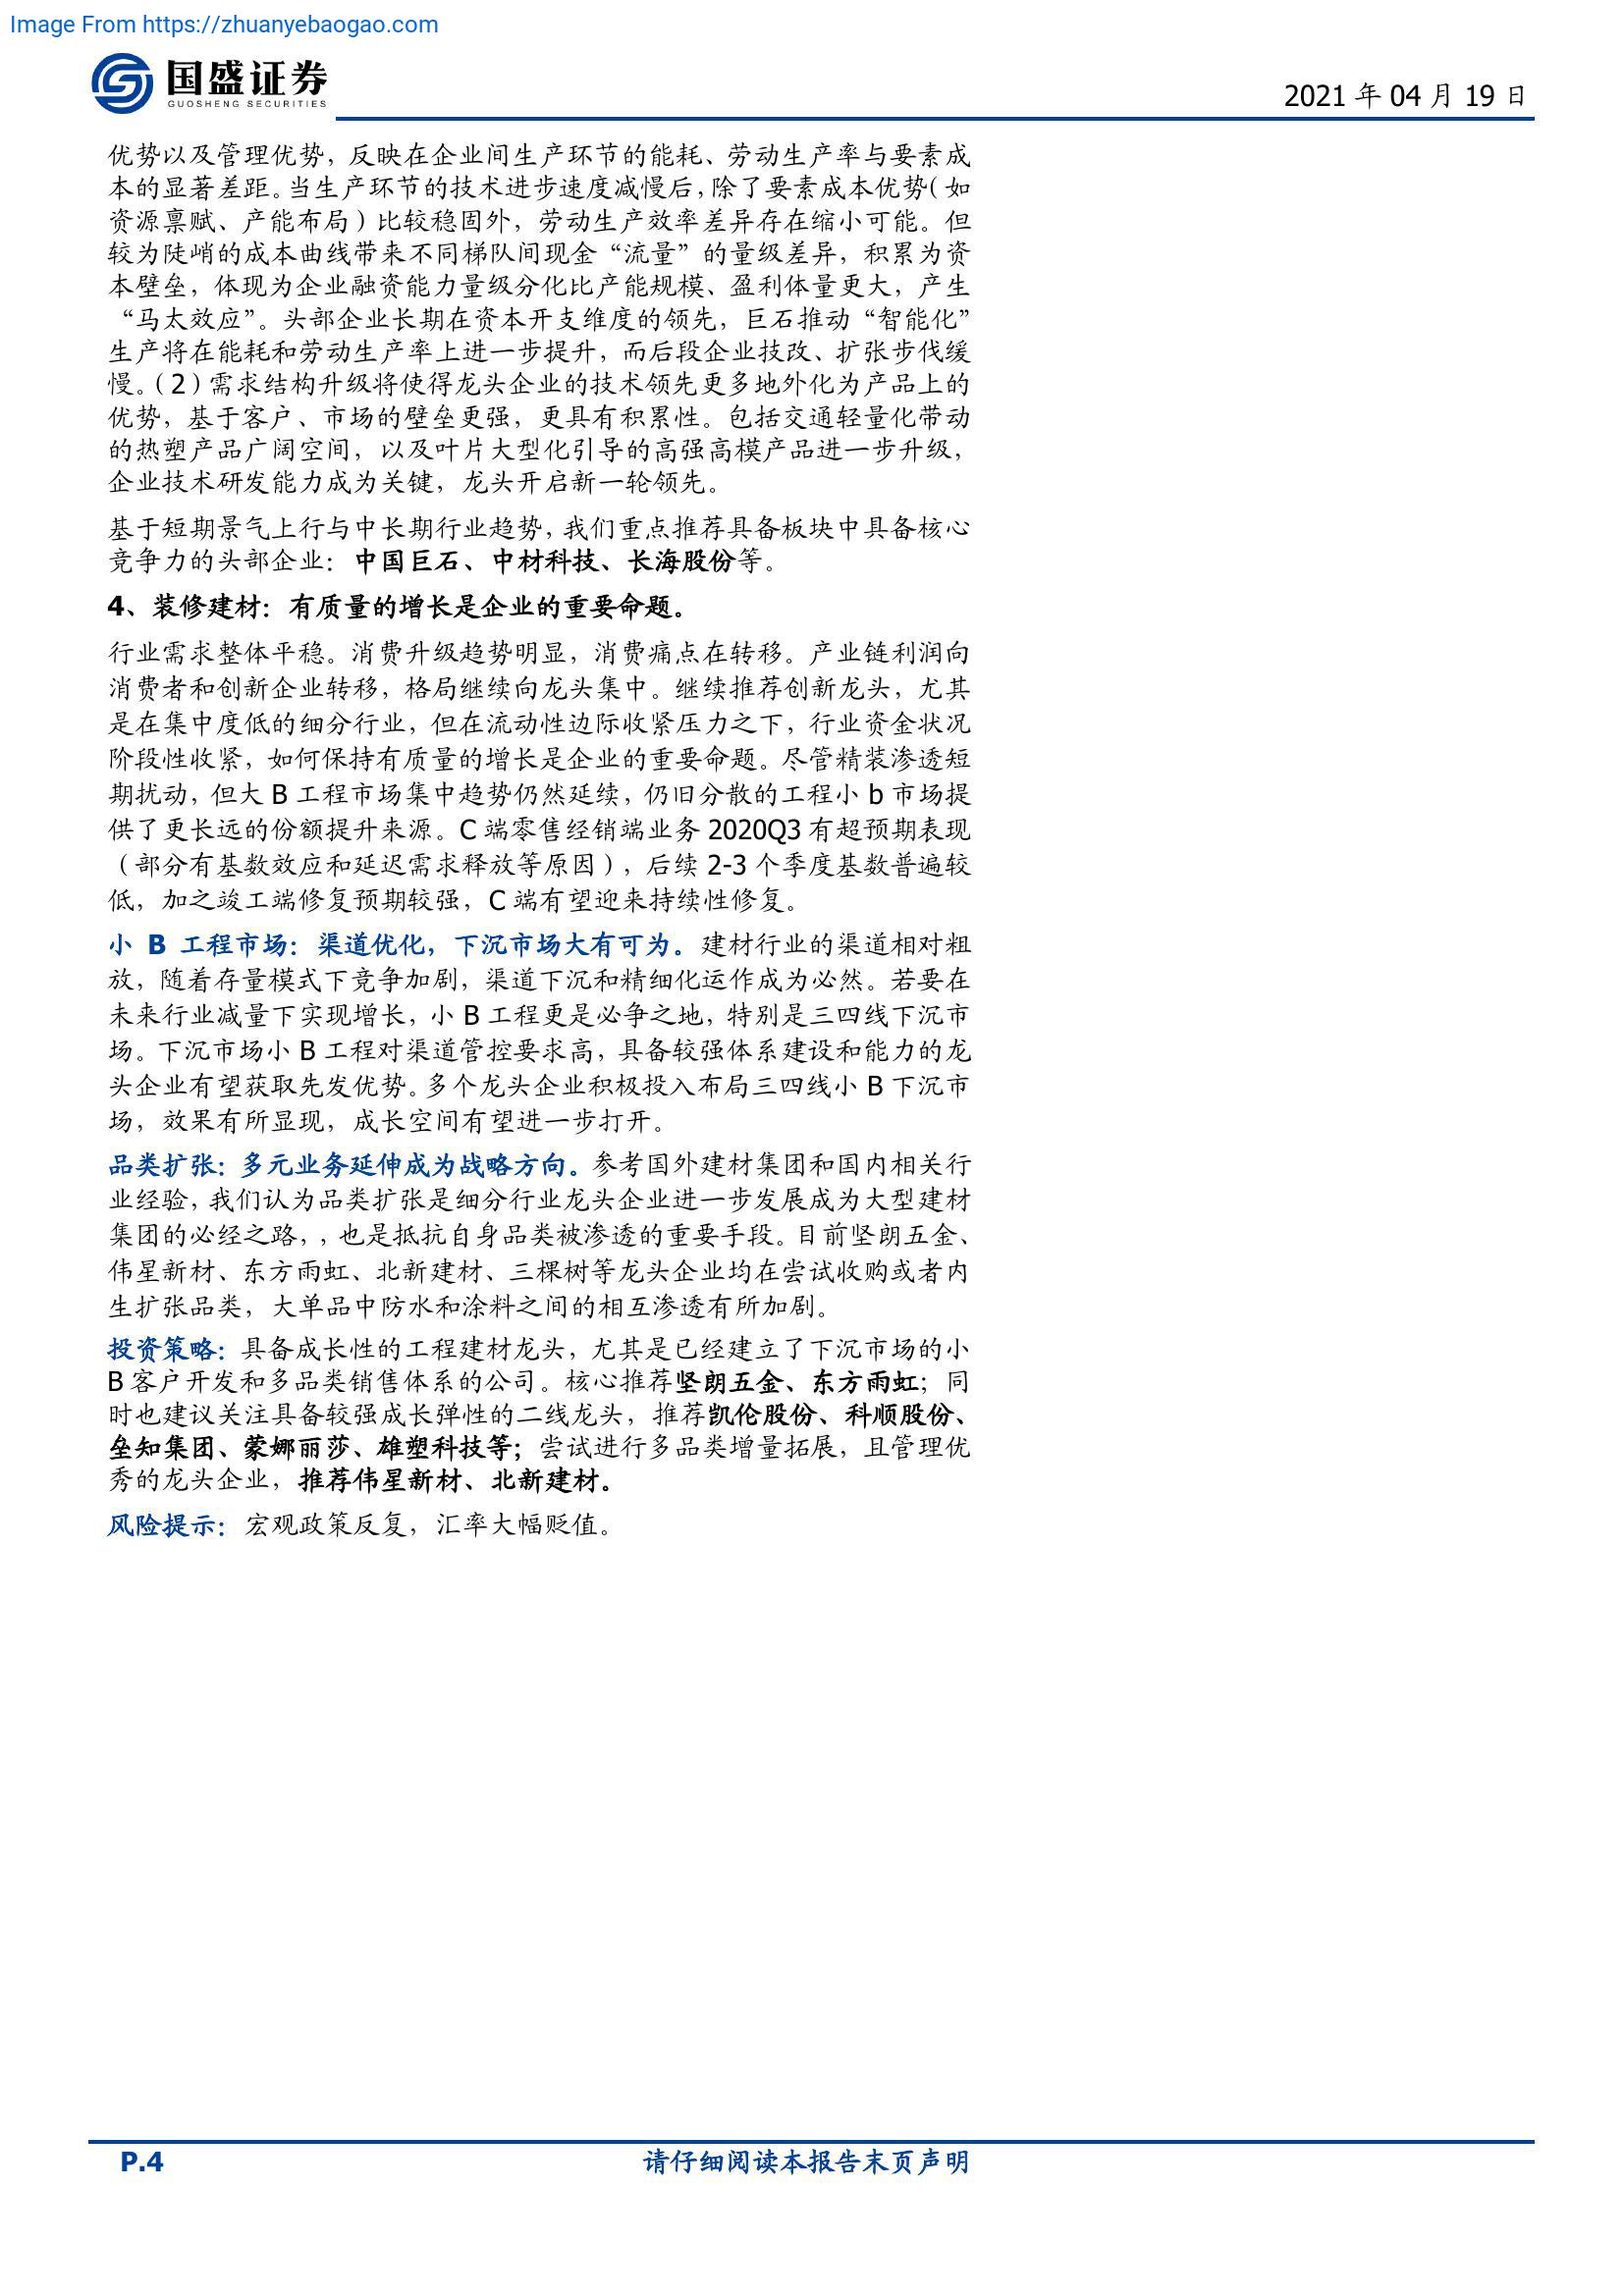 Image From https://zhuanyebaogao.com
国盛证券
GUOSHENG SECURITIES
2021 年 04 月 19 日
优势以及管理优势，反映在企业间生产环节的能耗、劳动生产率与要素成
本的显著差距。当生产环节的技术进步速度减慢后，除了要素成本优势（如
资源禀赋、产能布局）比较稳固外，劳动生产效率差异存在缩小可能。但
较为陡峭的成本曲线带来不同梯队间现金“流量”的量级差异，积累为资
本壁垒，体现为企业融资能力量级分化比产能规模、盈利体量更大，产生
“马太效应”。头部企业长期在资本开支维度的领先，巨石推动“智能化”
生产将在能耗和劳动生产率上进一步提升，而后段企业技改、扩张步伐缓
慢。（2）需求结构升级将使得龙头企业的技术领先更多地外化为产品上的
优势，基于客户、市场的壁垒更强，更具有积累性。包括交通轻量化带动
的热塑产品广阔空间，以及叶片大型化引导的高强高模产品进一步升级，
企业技术研发能力成为关键，龙头开启新一轮领先。
基于短期景气上行与中长期行业趋势，我们重点推荐具备板块中具备核心
竞争力的头部企业：中国巨石、中材科技、长海股份等。
4、装修建材：有质量的增长是企业的重要命题。
行业需求整体平稳。消费升级趋势明显，消费痛点在转移。产业链利润向
消费者和创新企业转移，格局继续向龙头集中。继续推荐创新龙头，尤其
是在集中度低的细分行业，但在流动性边际收紧压力之下，行业资金状况
阶段性收紧，如何保持有质量的增长是企业的重要命题。尽管精装渗透短
期扰动，但大 B 工程市场集中趋势仍然延续，仍旧分散的工程小 b 市场提
供了更长远的份额提升来源。C 端零售经销端业务 2020Q3 有超预期表现
（部分有基数效应和延迟需求释放等原因），后续 2-3 个季度基数普遍较
低，加之竣工端修复预期较强，C 端有望迎来持续性修复。
小 B 工程市场：渠道优化，下沉市场大有可为。建材行业的渠道相对粗
放，随着存量模式下竞争加剧，渠道下沉和精细化运作成为必然。若要在
未来行业减量下实现增长，小 B 工程更是必争之地，特别是三四线下沉市
场。下沉市场小 B 工程对渠道管控要求高，具备较强体系建设和能力的龙
头企业有望获取先发优势。多个龙头企业积极投入布局三四线小 B 下沉市
场，效果有所显现，成长空间有望进一步打开。
品类扩张：多元业务延伸成为战略方向。参考国外建材集团和国内相关行
业经验，我们认为品类扩张是细分行业龙头企业进一步发展成为大型建材
集团的必经之路，，也是抵抗自身品类被渗透的重要手段。目前坚朗五金、
伟星新材、东方雨虹、北新建材、三棵树等龙头企业均在尝试收购或者内
生扩张品类，大单品中防水和涂料之间的相互渗透有所加剧。
投资策略：具备成长性的工程建材龙头，尤其是已经建立了下沉市场的小
B 客户开发和多品类销售体系的公司。核心推荐坚朗五金、东方雨虹；同
时也建议关注具备较强成长弹性的二线龙头，推荐凯伦股份、科顺股份、
垒知集团、蒙娜丽莎、雄塑科技等；尝试进行多品类增量拓展，且管理优
秀的龙头企业，推荐伟星新材、北新建材。
风险提示：宏观政策反复，汇率大幅贬值。
P.4
请仔细阅读本报告末页声明